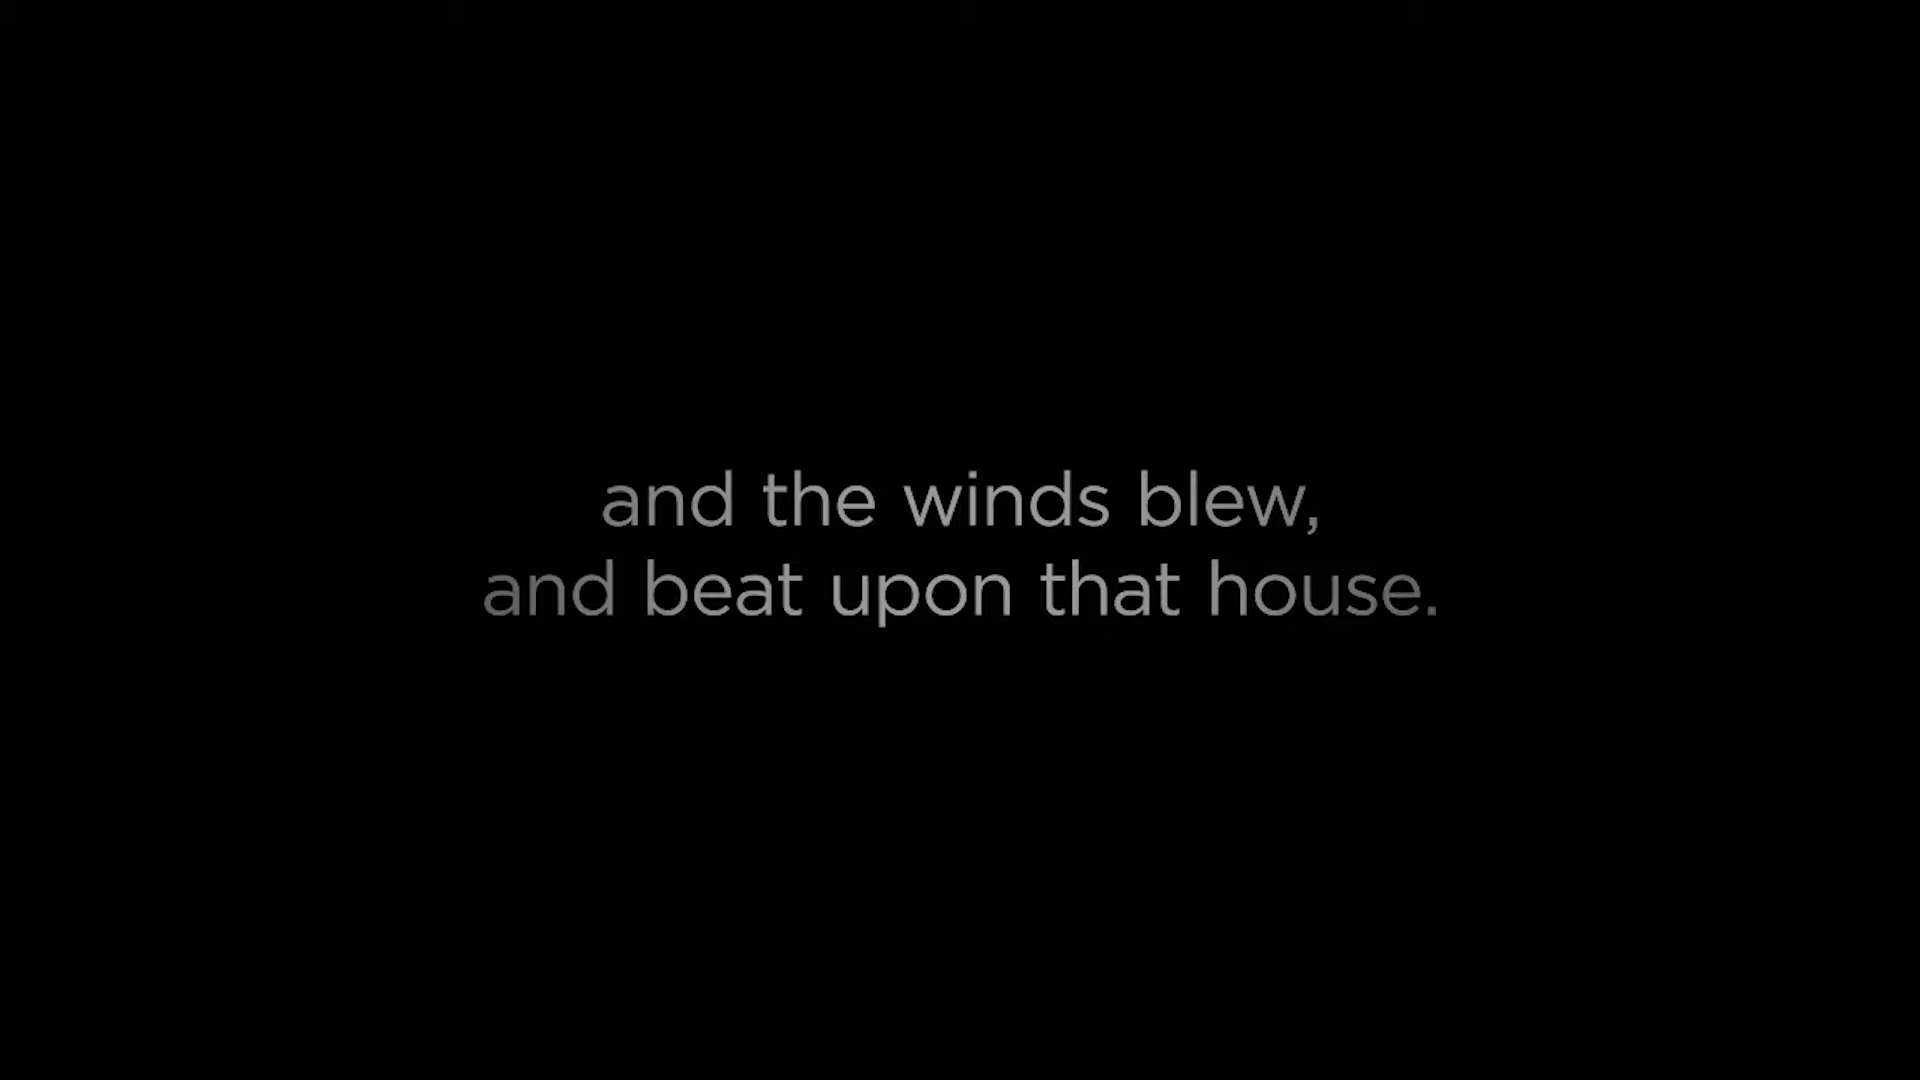 and the winds blew,
and beat upon that house.